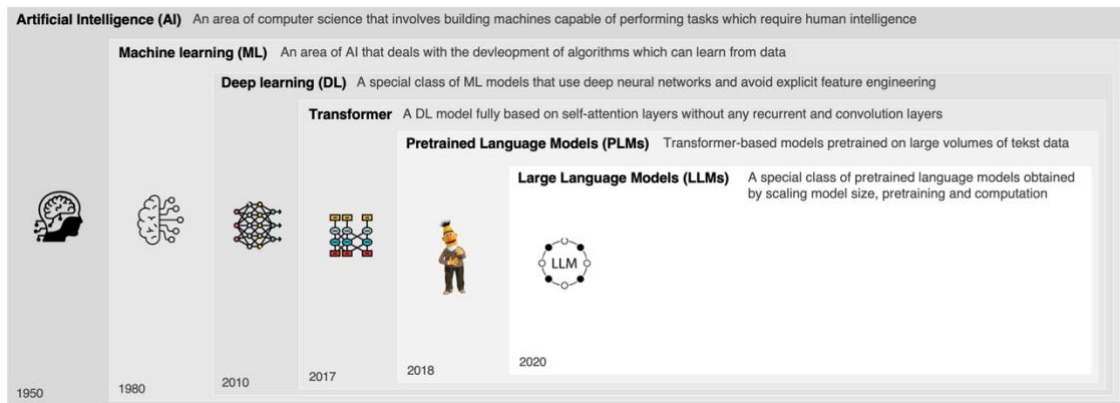 Artificial Intelligence (AI) An area of computer science that involves building machines capable of performing tasks which require human intelligence
Machine learning (ML) An area of AI that deals with the devleopment of algorithms which can learn from data
Deep learning (DL) A special class of ML models that use deep neural networks and avoid explicit feature engineering
Transformer A DL model fully based on self-attention layers without any recurrent and convolution layers
Pretrained Language Models (PLMs) Transformer-based models pretrained on large volumes of tekst data
Large Language Models (LLMs) A special class of pretrained language models obtained
by scaling model size, pretraining and computation
LLM
1950
1980
2010
2017
2018
2020